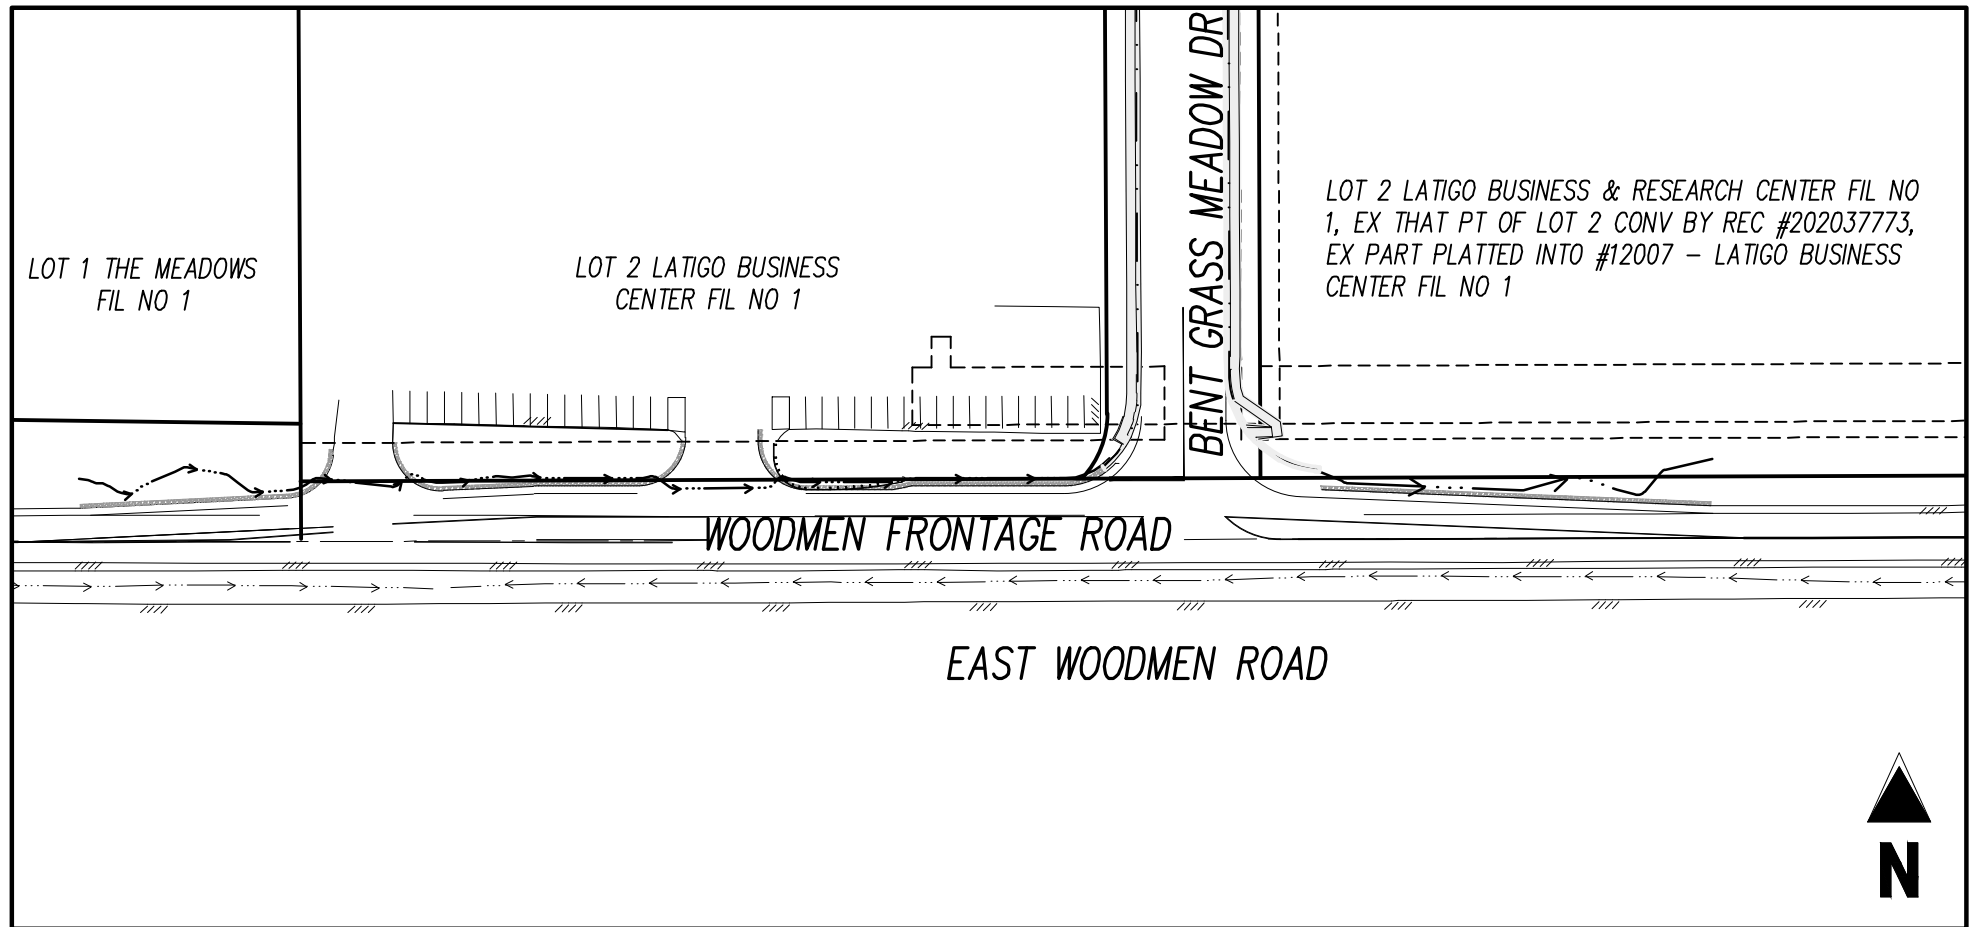 BENT GRASS MEADOW DR
LOT 2 LATIGO BUSINESS & RESEARCH CENTER FIL NO
1, EX THAT PT OF LOT 2 CONV BY REC #202037773,
EX PART PLATTED INTO #12007 – LATIGO BUSINESS
CENTER FIL NO 1
LOT 1 THE MEADOWS
FIL NO 1
LOT 2 LATIGO BUSINESS
CENTER FIL NO 1
WOODMEN FRONTAGE ROAD
EAST WOODMEN ROAD
N